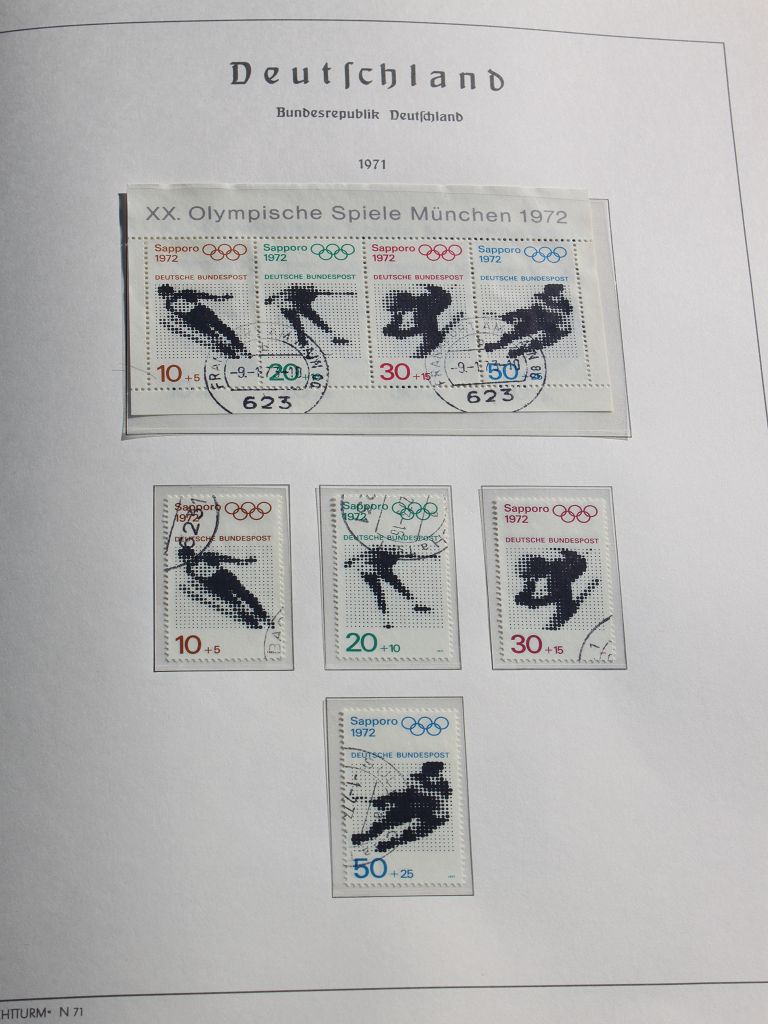 Deutſchland
Bundesrepublik Deutſchland
1971
XX. Olympische Spiele München 1972
Sapporo
1972
DEUTSCHE BUNDESPOST
10 +5
Sapporo
1972
DEUTSCHE BUNDESPOST
20
Sapporo
1972
DEUTSCHE BUNDESPOST
30 +15
Sapporo
1972
DEUTSCHE BUNDESPOST
50
623
623
Sapporo
1972
DEUTSCHE BUNDESPOST
10 +5
Sapporo
1972
DEUTSCHE BUNDESPOST
20 +10
Sapporo
1972
DEUTSCHE BUNDESPOST
30 +15
Sapporo
1972
DEUTSCHE BUNDESPOST
50 +25
HTTURM• N 71